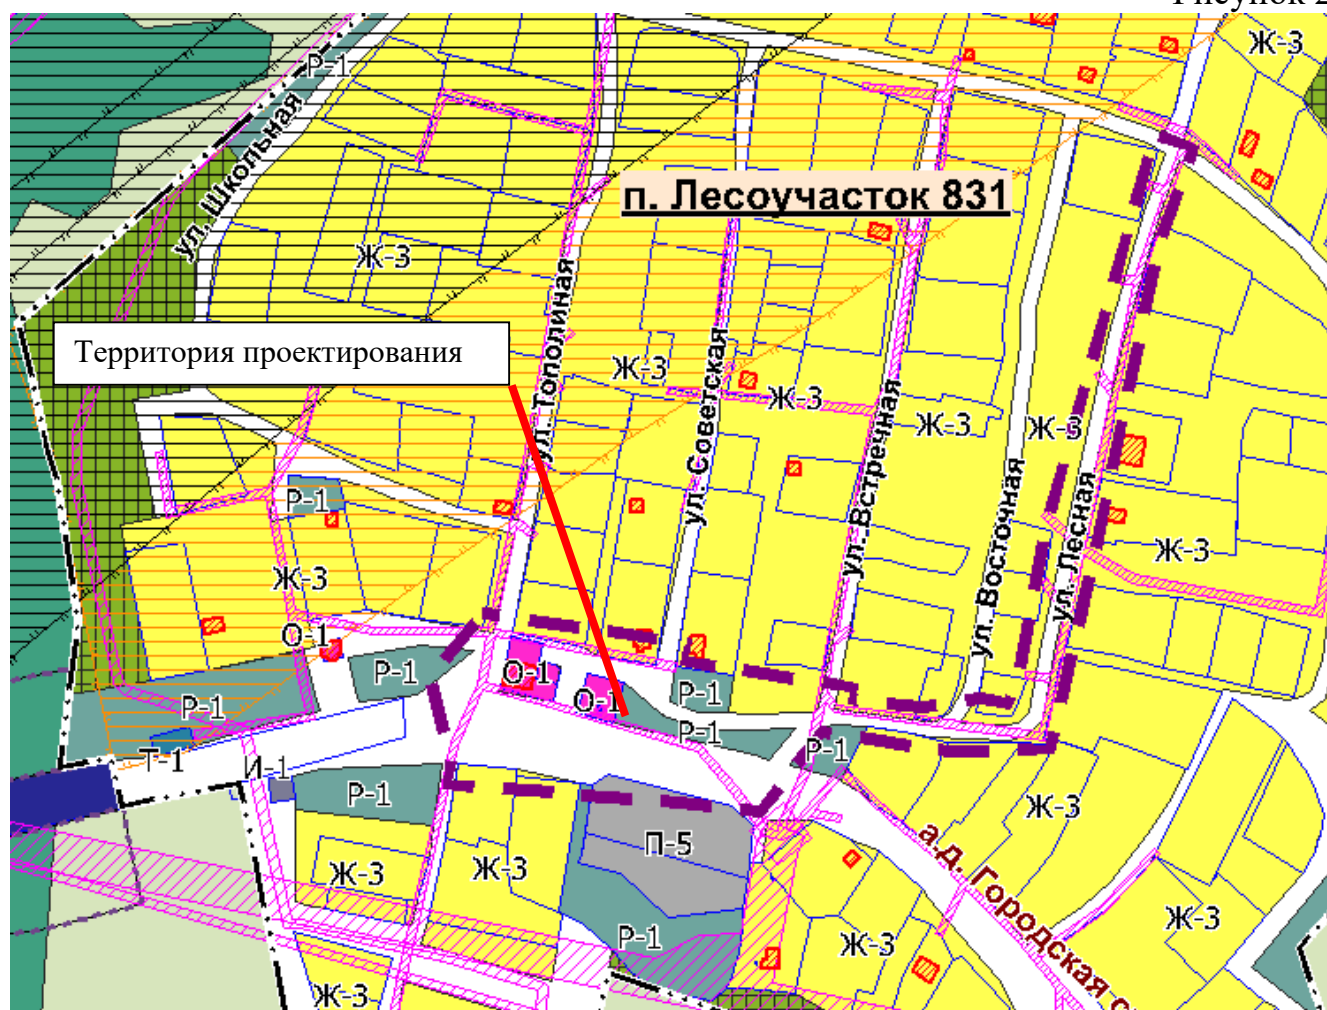 Рисунок 2
Ж-3
Р-1
ул. Школьная
п. Лесоучасток 831
Ж-3
ул. Тополиная
Территория проектирования
ул. Советская
Ж-3
Ж-3
ул. Встречная
Ж-3
Ж-3
Р-1
ул. Восточная
ул. Лесная
Ж-3
Ж-3
О-1
Р-1
О-1
О-1
Р-1
Р-1
Р-1
Р-1
Т-1
И-1
Р-1
Ж-3
П-5
Ж-3
Ж-3
а.д. Городская с
Ж-3
Р-1
Ж-3
Ж-3